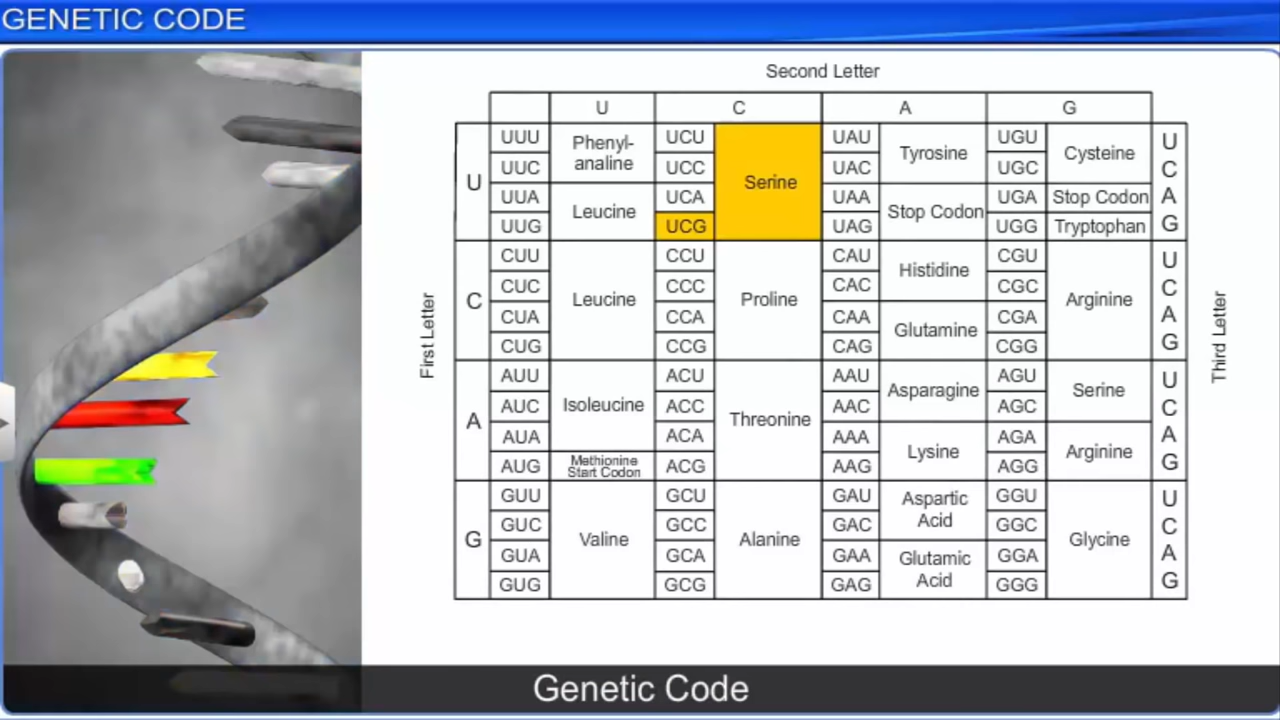 GENETIC CODE
Second Letter
U C A G
UUU Phenyl- UCU Serine UAU Tyrosine UGU Cysteine U
UUC analine UCC UAC UGC C
U UUA Leucine UCA UAA Stop Codon UGA Stop Codon A
UUG UCG UAG UGG Tryptophan G
CUU Leucine CCU Proline CAU Histidine CGU Arginine U
CUC CCC CAC CGC C
C CUA CCA CAA Glutamine CGA A
CUG CCG CAG CGG G
AUU Isoleucine ACU Threonine AAU Asparagine AGU Serine U
AUC ACC AAC AGC C
A AUA ACA AAA Lysine AGA Arginine A
AUG Methionine ACG AAG AGG G
Start Codon
GUU Valine GCU Alanine GAU Aspartic GGU Glycine U
GUC GCC GAC Acid GGC C
G GUA GCA GAA Glutamic GGA A
GUG GCG GAG Acid GGG G
First Letter
Third Letter
Genetic Code